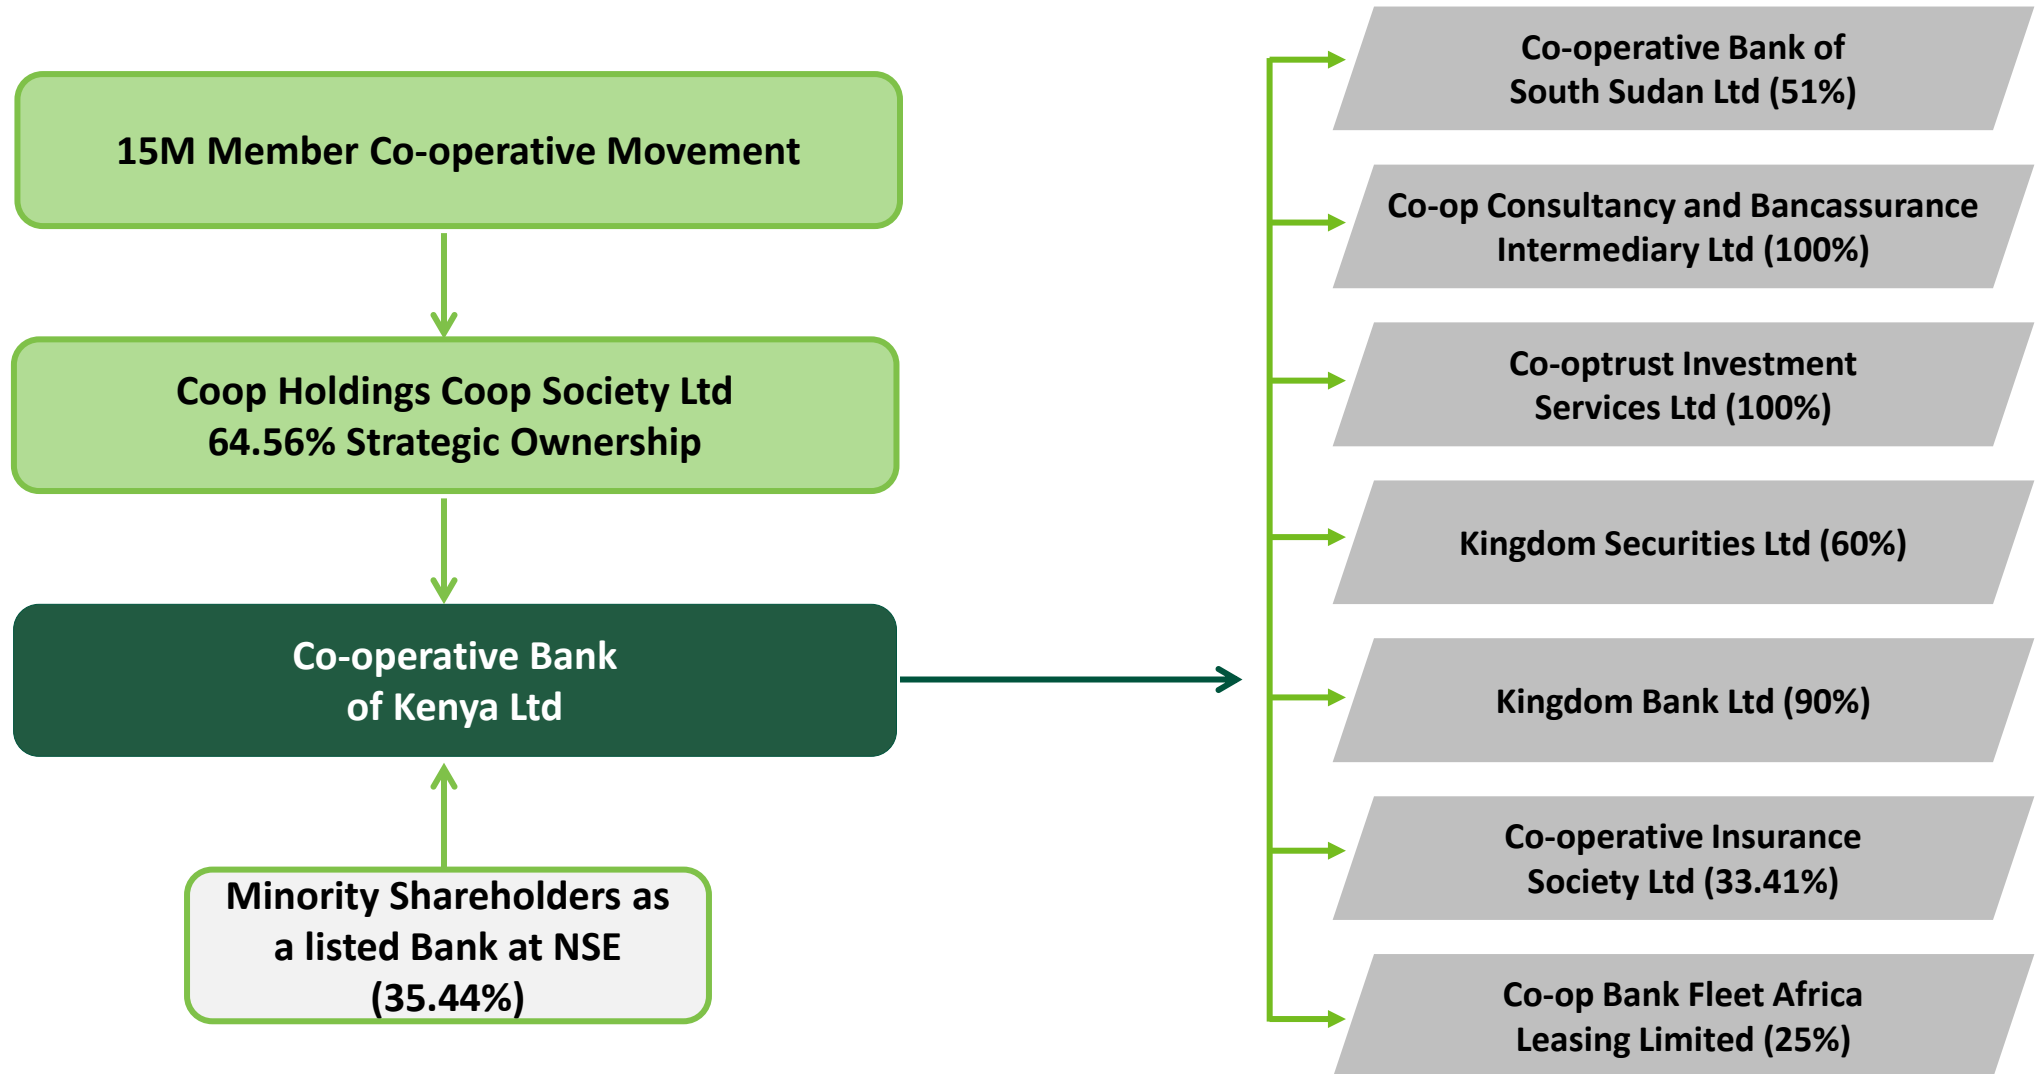 15M Member Co-operative Movement
Coop Holdings Coop Society Ltd
64.56% Strategic Ownership
Co-operative Bank
of Kenya Ltd
Minority Shareholders as
a listed Bank at NSE
(35.44%)
Co-operative Bank of
South Sudan Ltd (51%)
Co-op Consultancy and Bancassurance
Intermediary Ltd (100%)
Co-optrust Investment
Services Ltd (100%)
Kingdom Securities Ltd (60%)
Kingdom Bank Ltd (90%)
Co-operative Insurance
Society Ltd (33.41%)
Co-op Bank Fleet Africa
Leasing Limited (25%)